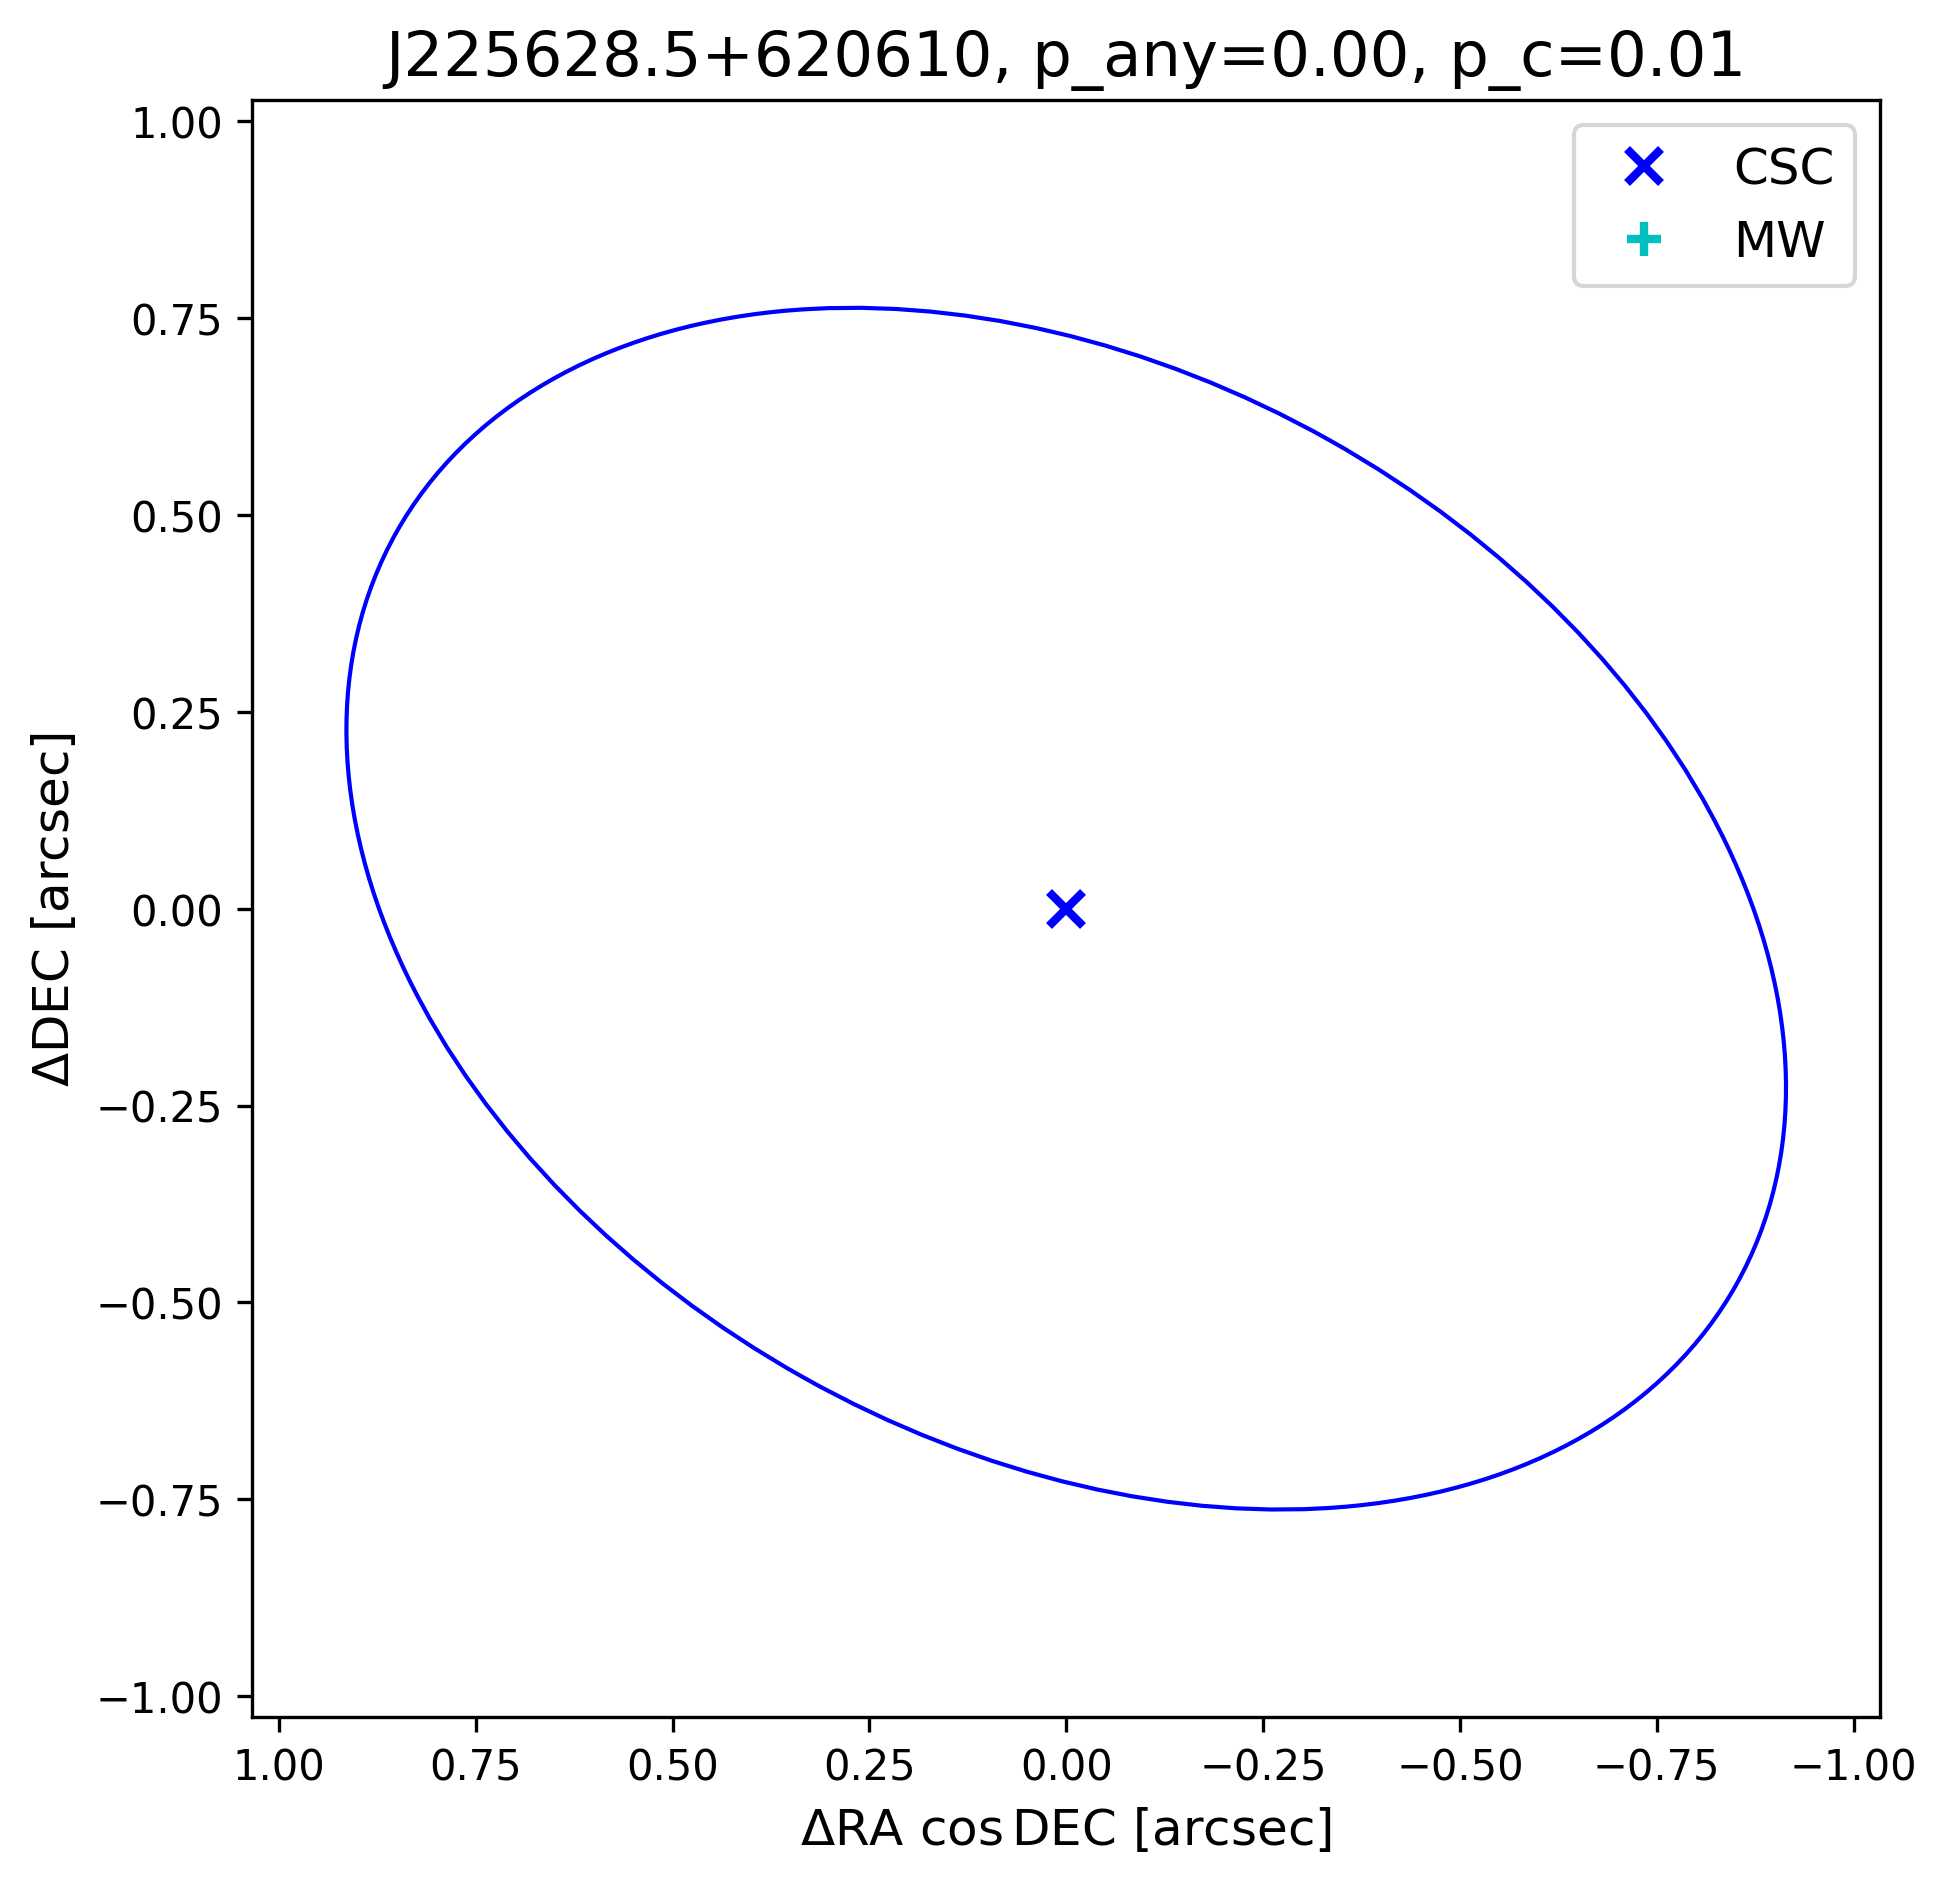 J225628.5+620610, p_any=0.00, p_c=0.01
CSC
MW
1.00
0.75
0.50
0.25
0.00
−0.25
−0.50
−0.75
−1.00
ΔDEC [arcsec]
1.00 0.75 0.50 0.25 0.00 −0.25 −0.50 −0.75 −1.00
ΔRA cos DEC [arcsec]